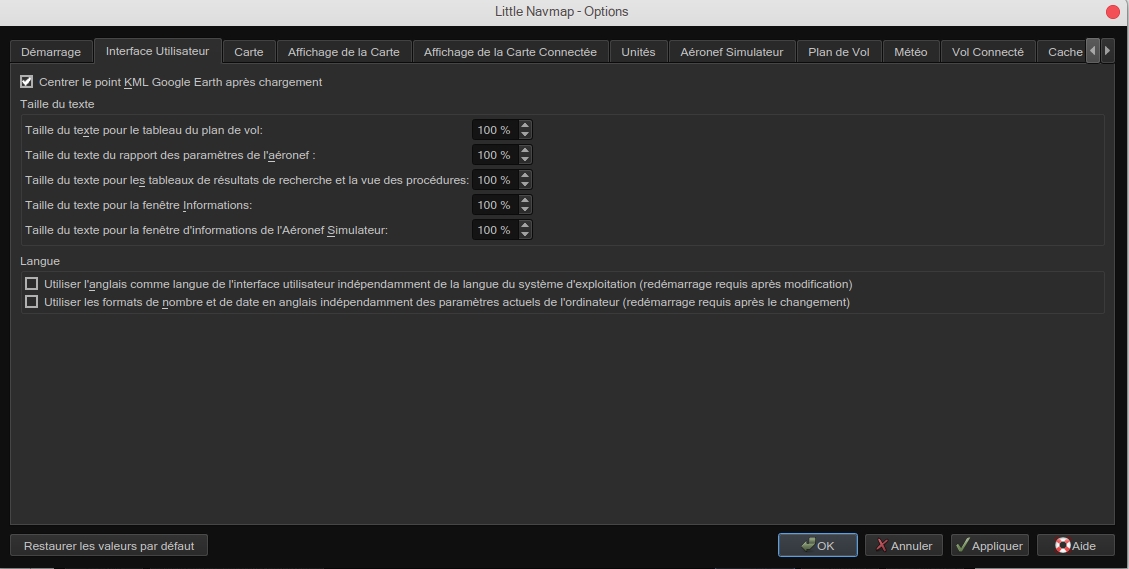 Little Navmap - Options
Démarrage Interface Utilisateur Carte Affichage de la Carte Affichage de la Carte Connectée Unités Aéronef Simulateur Plan de Vol Météo Vol Connecté Cache
Centrer le point KML Google Earth après chargement
Taille du texte
Taille du texte pour le tableau du plan de vol: 100 %
Taille du texte du rapport des paramètres de l'aéronef : 100 %
Taille du texte pour les tableaux de résultats de recherche et la vue des procédures: 100 %
Taille du texte pour la fenêtre Informations: 100 %
Taille du texte pour la fenêtre d'informations de l'Aéronef Simulateur: 100 %
Langue
Utiliser l'anglais comme langue de l'interface utilisateur indépendamment de la langue du système d'exploitation (redémarrage requis après modification)
Utiliser les formats de nombre et de date en anglais indépendamment des paramètres actuels de l'ordinateur (redémarrage requis après le changement)
Restaurer les valeurs par défaut OK Annuler Appliquer Aide